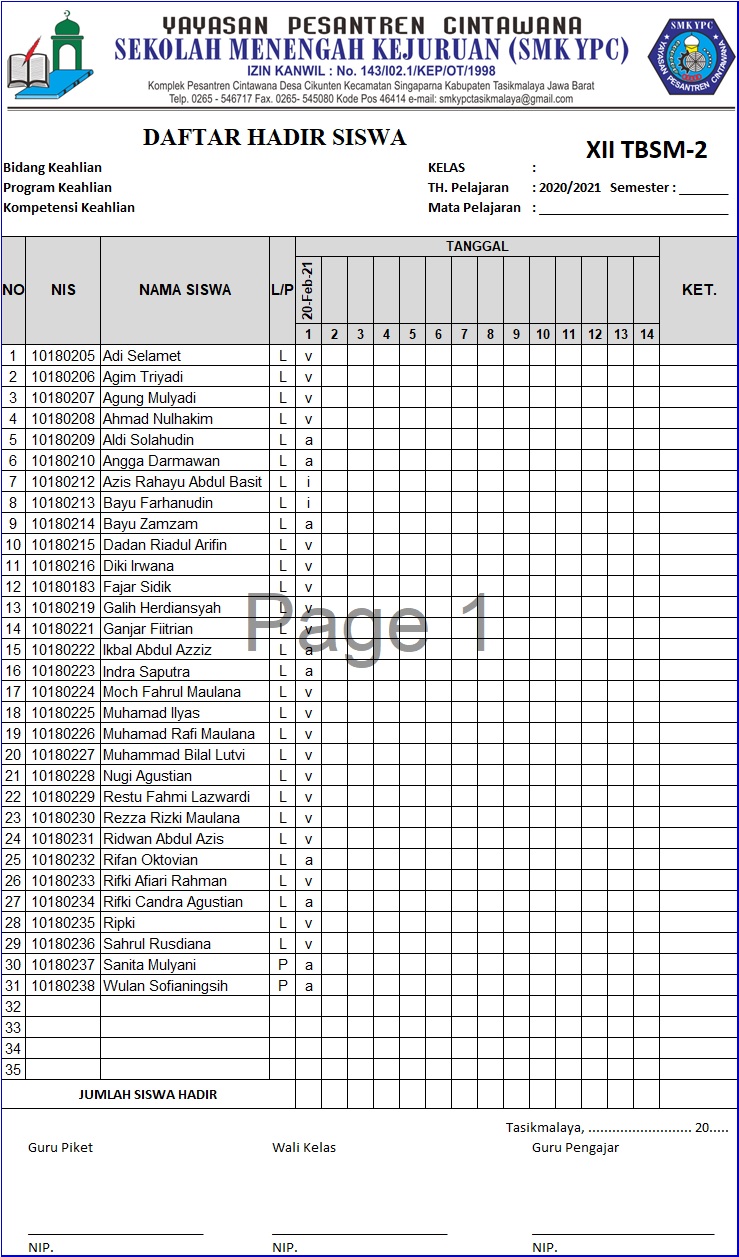 YAYASAN PESANTREN CINTAWANA
SEKOLAH MENENGAH KEJURUAN (SMK YPC)
IZIN KANWIL : No. 143/I02.1/KEP/OT/1998
Komplek Pesantren Cintawana Desa Cikunten Kecamatan Singaparna Kabupaten Tasikmalaya Jawa Barat
Telp. 0265 - 546717 Fax. 0265- 545080 Kode Pos 46414 e-mail: smkypctasikmalaya@gmail.com
SMK YPC
YAYASAN PESANTREN CINTAWANA
DAFTAR HADIR SISWA
XII TBSM-2
Bidang Keahlian KELAS :
Program Keahlian TH. Pelajaran : 2020/2021 Semester : _______
Kompetensi Keahlian Mata Pelajaran : ___________________________
NO NIS NAMA SISWA L/P TANGGAL KET.
20-Feb-21
1 2 3 4 5 6 7 8 9 10 11 12 13 14
1 10180205 Adi Selamet L v
2 10180206 Agim Triyadi L v
3 10180207 Agung Mulyadi L v
4 10180208 Ahmad Nulhakim L v
5 10180209 Aldi Solahudin L a
6 10180210 Angga Darmawan L a
7 10180212 Azis Rahayu Abdul Basit L i
8 10180213 Bayu Farhanudin L i
9 10180214 Bayu Zamzam L a
10 10180215 Dadan Riadul Arifin L v
11 10180216 Diki Irwana L v
12 10180183 Fajar Sidik L v
13 10180219 Galih Herdiansyah L v
14 10180221 Ganjar Fiitrian L v
15 10180222 Ikbal Abdul Azziz L a
16 10180223 Indra Saputra L a
17 10180224 Moch Fahrul Maulana L v
18 10180225 Muhamad Ilyas L v
19 10180226 Muhamad Rafi Maulana L v
20 10180227 Muhammad Bilal Lutvi L v
21 10180228 Nugi Agustian L v
22 10180229 Restu Fahmi Lazwardi L v
23 10180230 Rezza Rizki Maulana L v
24 10180231 Ridwan Abdul Azis L v
25 10180232 Rifan Oktovian L a
26 10180233 Rifki Afiari Rahman L v
27 10180234 Rifki Candra Agustian L a
28 10180235 Ripki L v
29 10180236 Sahrul Rusdiana L v
30 10180237 Sanita Mulyani P a
31 10180238 Wulan Sofianingsih P a
32
33
34
35
Page 1
JUMLAH SISWA HADIR
Tasikmalaya, .......................... 20.....
Guru Piket Wali Kelas Guru Pengajar
NIP. NIP. NIP.